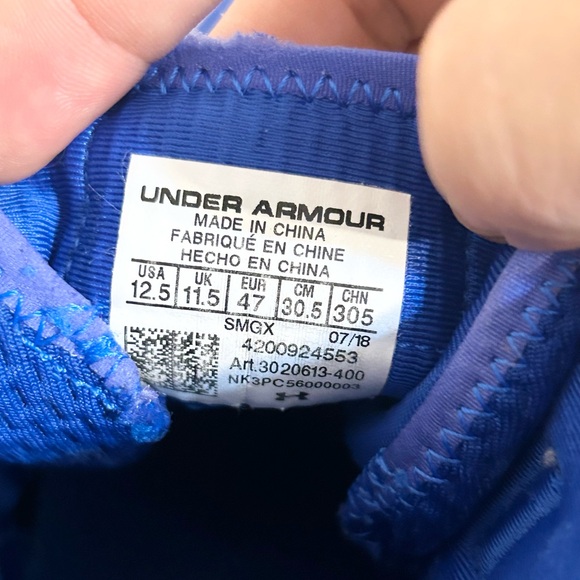 UNDER ARMOUR
MADE IN CHINA
FABRIQUÉ EN CHINE
HECHO EN CHINA
USA UK EUR CM CHN
12.5 11.5 47 30.5 305
SMGX 07/18
4200924553
Art.3020613-400
NK3PC56000003